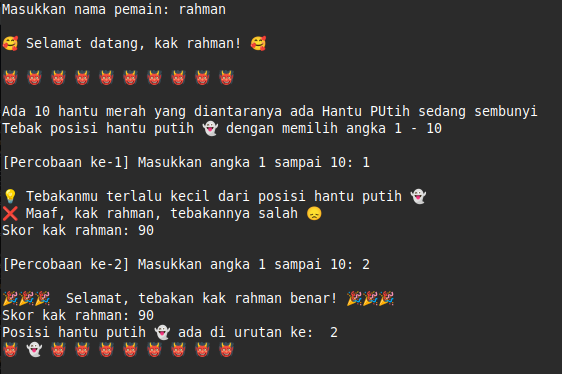 Masukkan nama pemain: rahman
🥰 Selamat datang, kak rahman! 🥰
👹 👹 👹 👹 👹 👹 👹 👹 👹 👹
Ada 10 hantu merah yang diantaranya ada Hantu PUtih sedang sembunyi
Tebak posisi hantu putih 👻 dengan memilih angka 1 - 10
[Percobaan ke-1] Masukkan angka 1 sampai 10: 1
💡 Tebakanmu terlalu kecil dari posisi hantu putih 👻
❌ Maaf, kak rahman, tebakannya salah 😞
Skor kak rahman: 90
[Percobaan ke-2] Masukkan angka 1 sampai 10: 2
🎉🎉🎉  Selamat, tebakan kak rahman benar! 🎉🎉🎉
Skor kak rahman: 90
Posisi hantu putih 👻 ada di urutan ke:  2
👹 👻 👹 👹 👹 👹 👹 👹 👹 👹